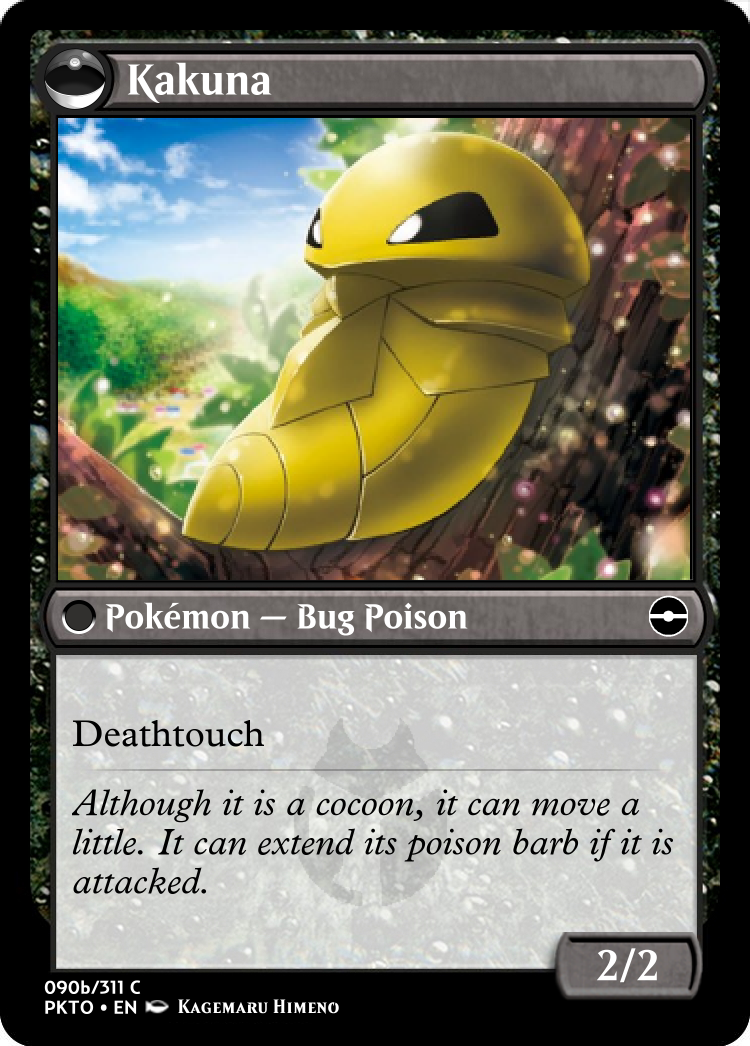 Kakuna
Pokémon — Bug Poison
Deathtouch
Although it is a cocoon, it can move a
little. It can extend its poison barb if it is
attacked.
2/2
090b/311 C
PKTO • EN Kagemaru Himeno